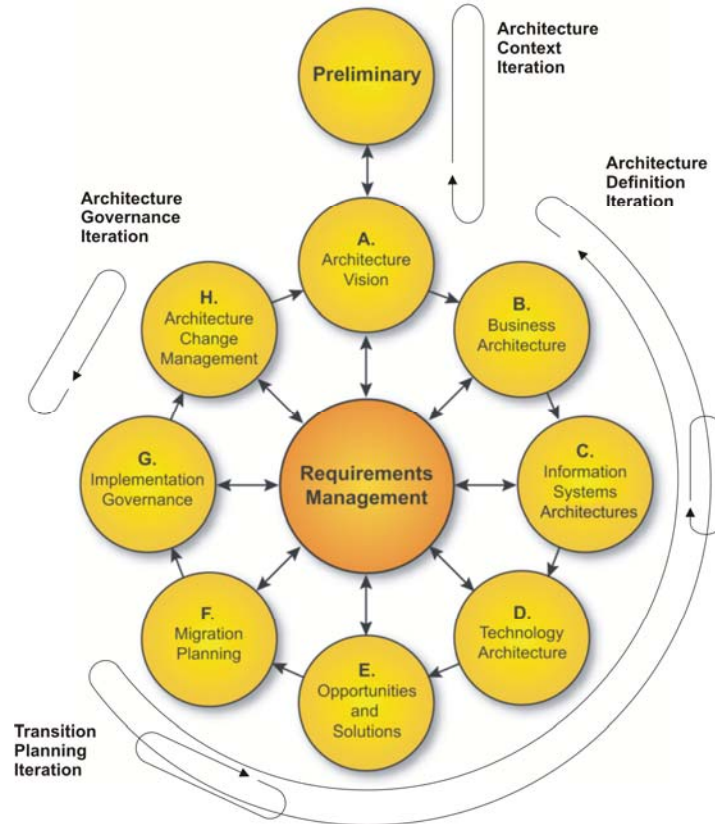 Preliminary
Architecture
Context
Iteration
Architecture
Definition
Iteration
Architecture
Governance
Iteration
A.
Architecture
Vision
H.
Architecture
Change
Management
B.
Business
Architecture
G.
Implementation
Governance
Requirements
Management
C.
Information
Systems
Architectures
F.
Migration
Planning
D.
Technology
Architecture
E.
Opportunities
and
Solutions
Transition
Planning
Iteration